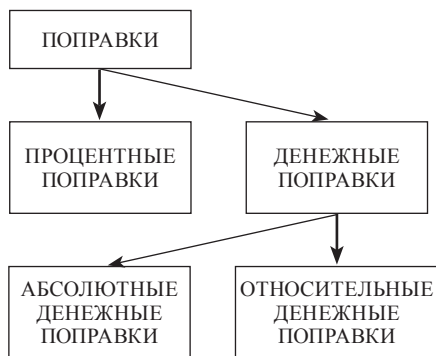 ПОПРАВКИ
ПРОЦЕНТНЫЕ
ПОПРАВКИ
ДЕНЕЖНЫЕ
ПОПРАВКИ
АБСОЛЮТНЫЕ
ДЕНЕЖНЫЕ
ПОПРАВКИ
ОТНОСИТЕЛЬНЫЕ
ДЕНЕЖНЫЕ
ПОПРАВКИ